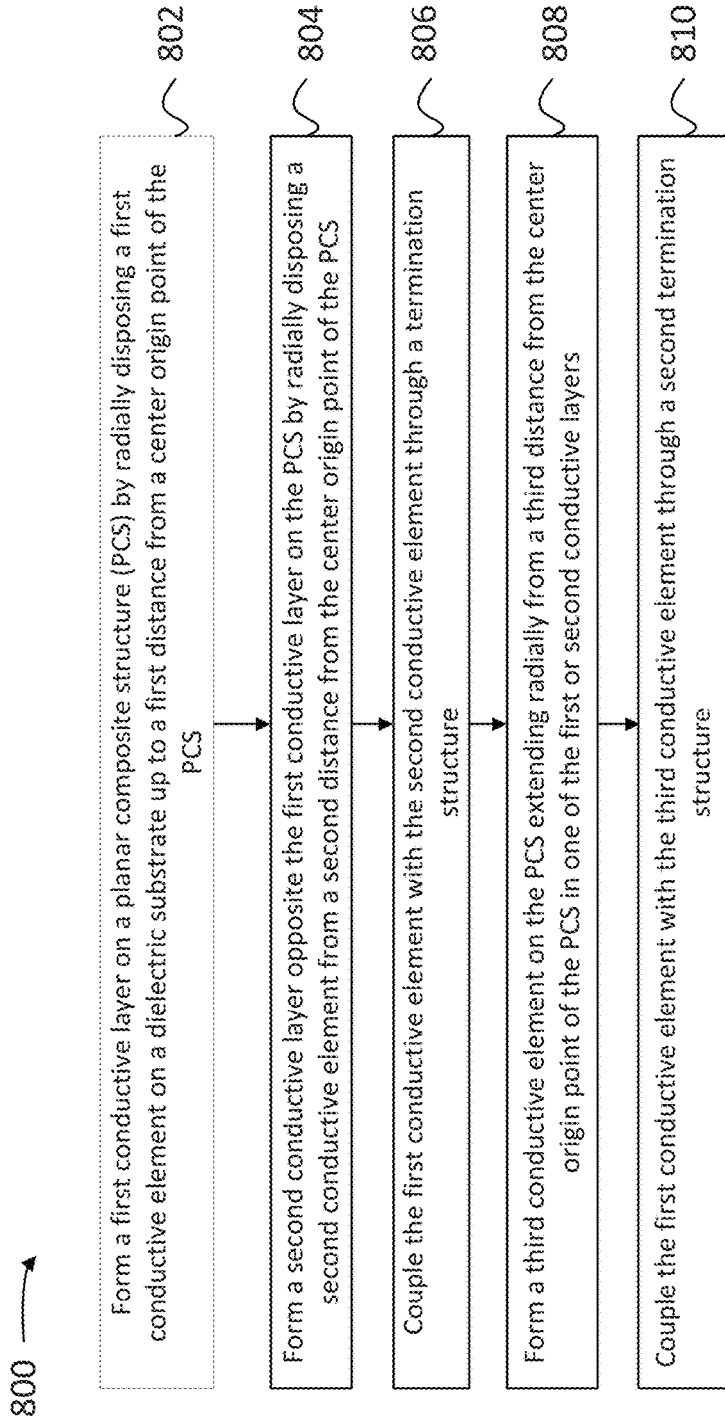 800
Form a first conductive layer on a planar composite structure (PCS) by radially disposing a first
conductive element on a dielectric substrate up to a first distance from a center origin point of the
PCS
802
Form a second conductive layer opposite the first conductive layer on the PCS by radially disposing a
second conductive element from a second distance from the center origin point of the PCS
804
Couple the first conductive element with the second conductive element through a termination
structure
806
Form a third conductive element on the PCS extending radially from a third distance from the center
origin point of the PCS in one of the first or second conductive layers
808
Couple the first conductive element with the third conductive element through a second termination
structure
810